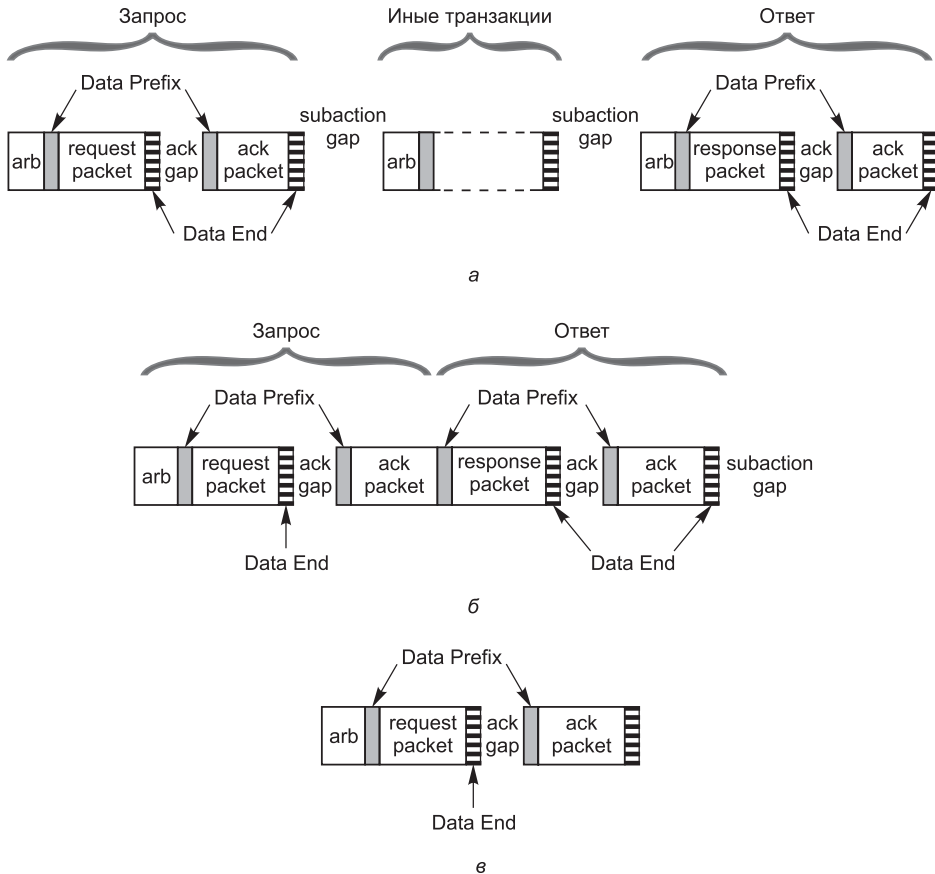 Запрос
Иные транзакции
Ответ
Data Prefix
Data Prefix
arb
request
packet
ack
gap
ack
packet
subaction
gap
arb
subaction
gap
arb
response
packet
ack
gap
ack
packet
Data End
Data End
а
Запрос
Ответ
Data Prefix
Data Prefix
arb
request
packet
ack
gap
ack
packet
response
packet
ack
gap
ack
packet
subaction
gap
Data End
Data End
б
Data Prefix
arb
request
packet
ack
gap
ack
packet
Data End
в